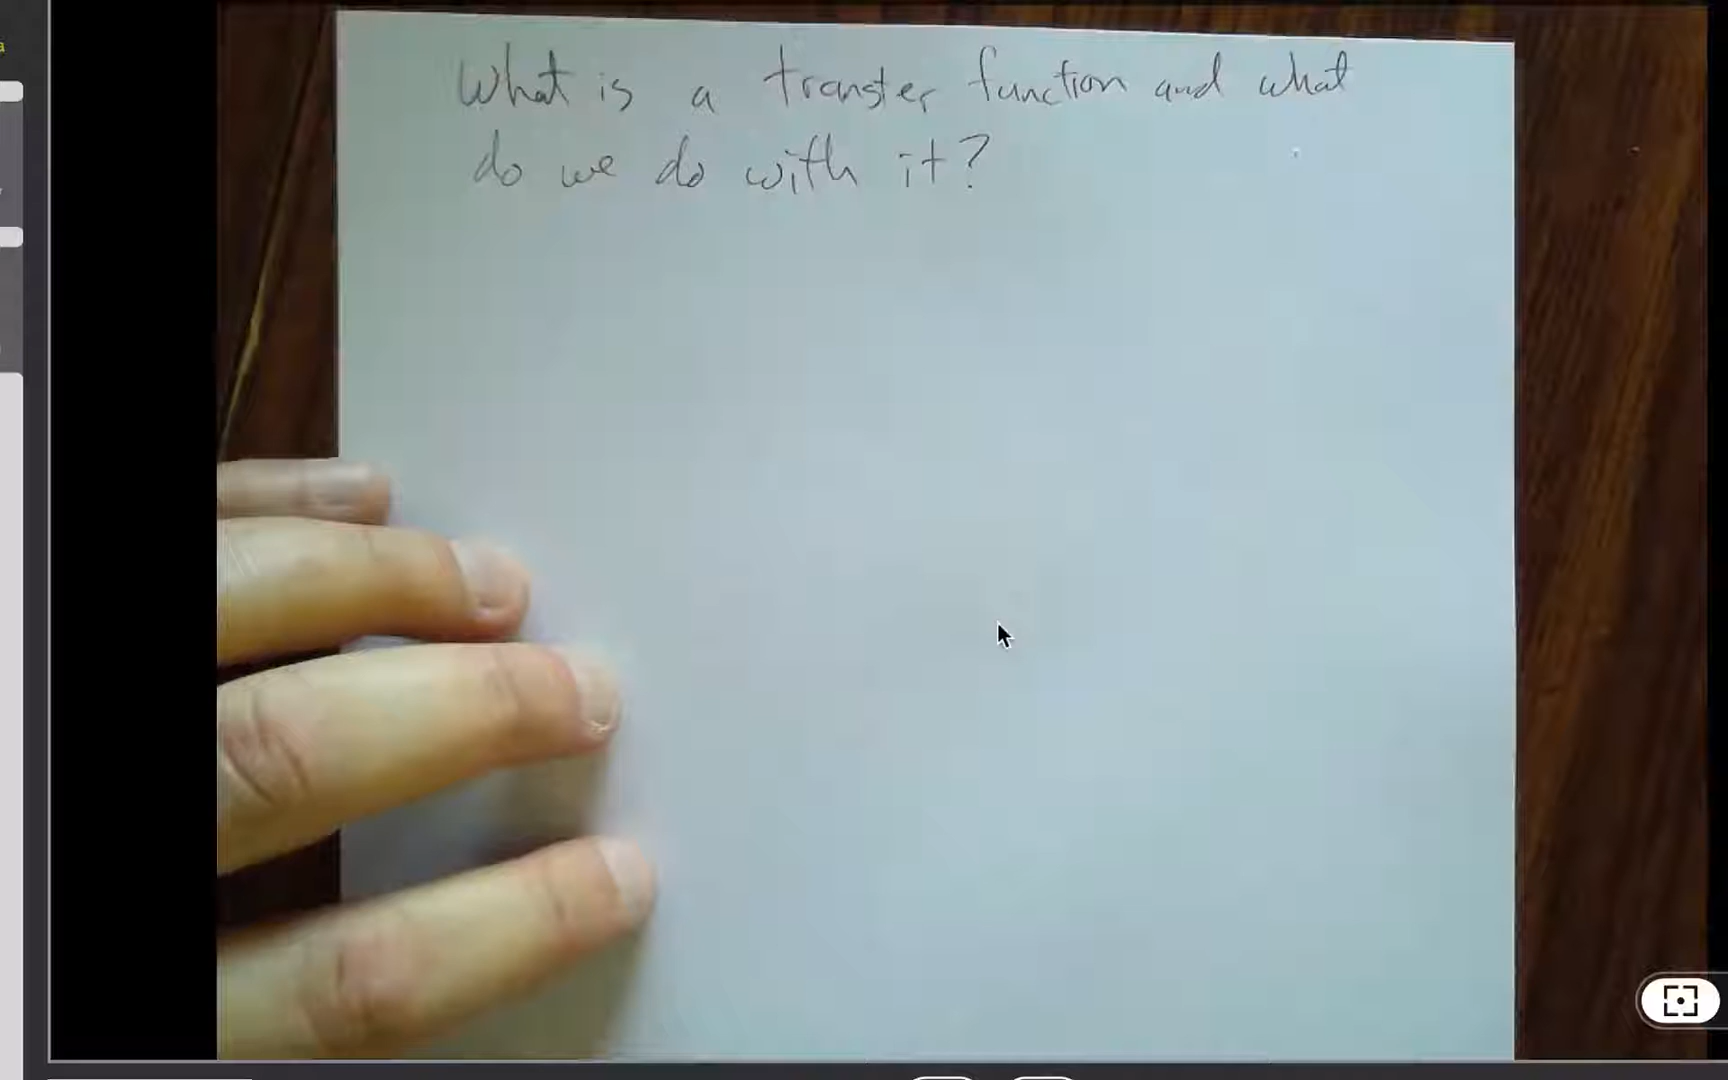 What is a transfer function and what
do we do with it?